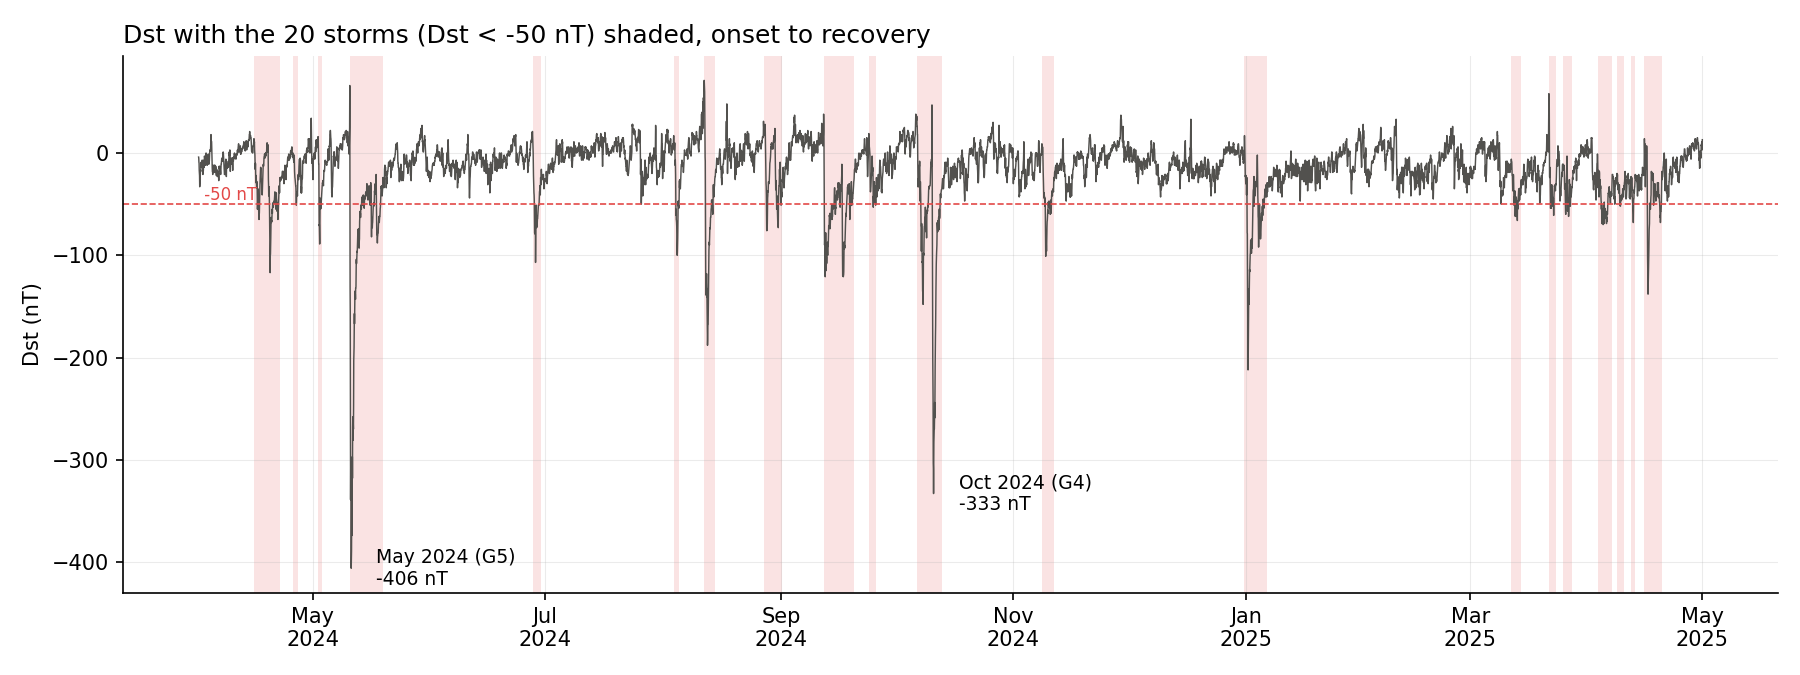 Dst with the 20 storms (Dst < -50 nT) shaded, onset to recovery
Dst (nT)
0
−100
−200
−300
−400
-50 nT
May 2024 (G5)
-406 nT
Oct 2024 (G4)
-333 nT
May
2024
Jul
2024
Sep
2024
Nov
2024
Jan
2025
Mar
2025
May
2025